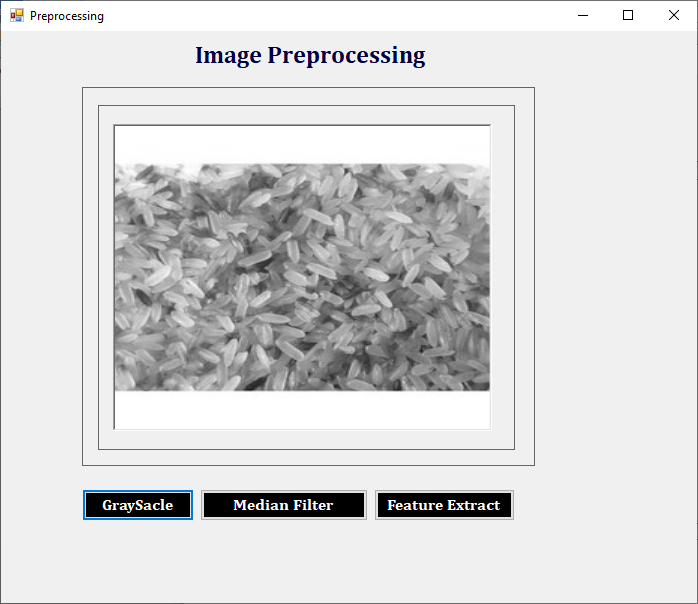 Preprocessing
Image Preprocessing
GraySacle
Median Filter
Feature Extract